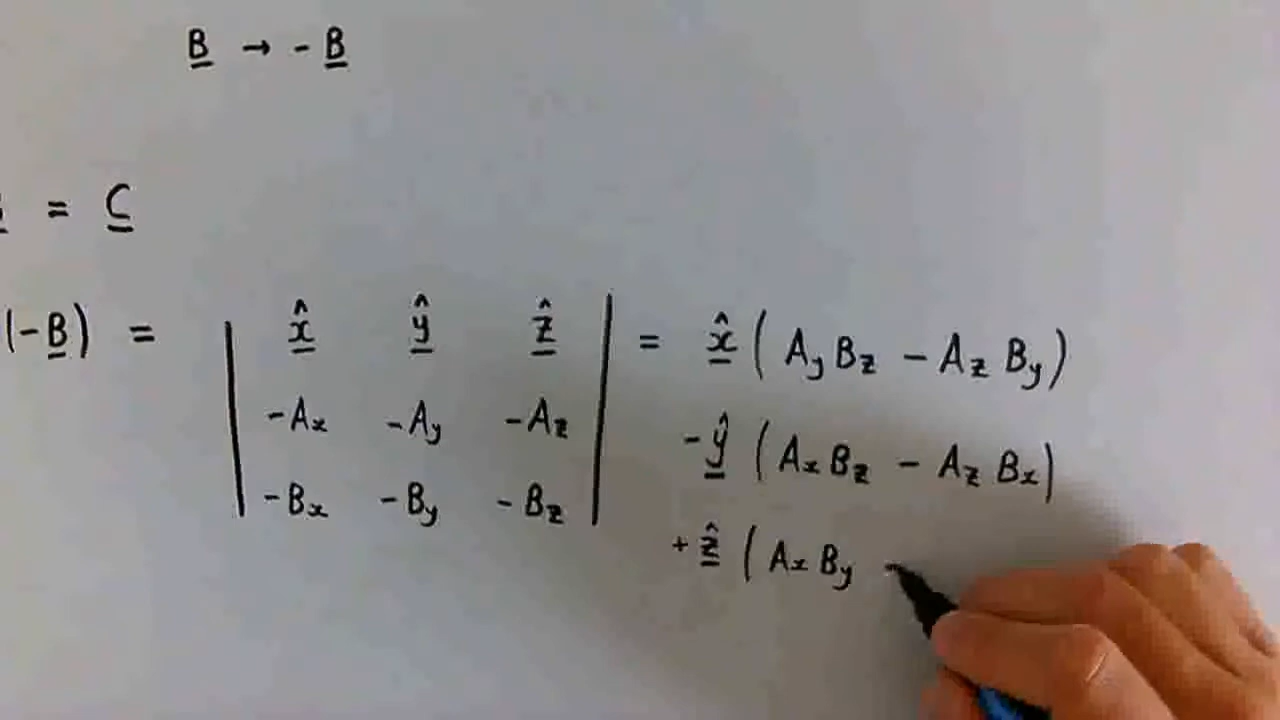 B → - B
= C
(-B) = | x̂ ŷ ẑ | = x̂ ( Ay Bz - Az By )
-Ax -Ay -Az - ŷ ( Ax Bz - Az Bx )
-Bx -By -Bz + ẑ ( Ax By -